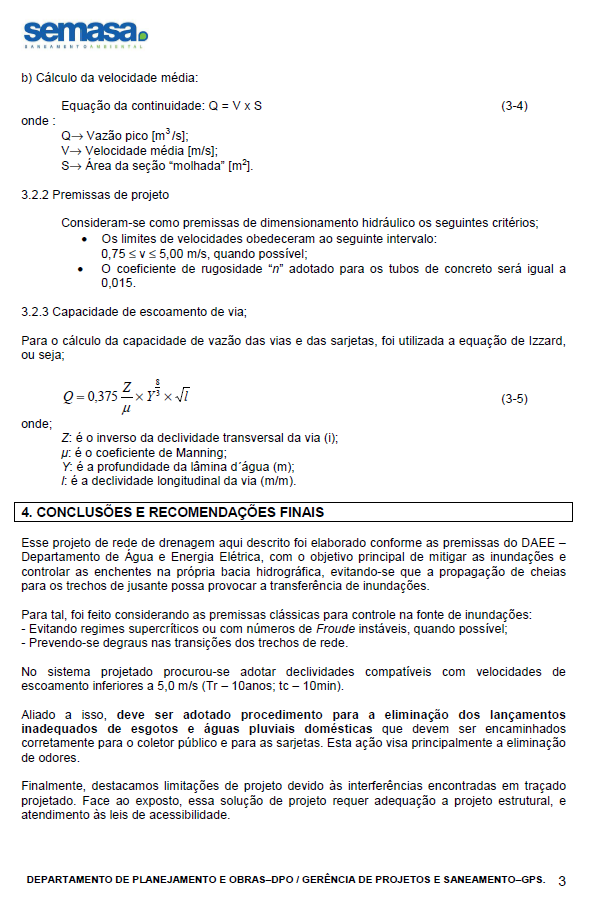 semasa
SANEAMENTO AMBIENTAL
b) Cálculo da velocidade média:
Equação da continuidade: Q = V x S (3-4)
onde :
Q→ Vazão pico [m³/s];
V→ Velocidade média [m/s];
S→ Área da seção “molhada” [m²].
3.2.2 Premissas de projeto
Consideram-se como premissas de dimensionamento hidráulico os seguintes critérios;
• Os limites de velocidades obedeceram ao seguinte intervalo:
0,75 ≤ v ≤ 5,00 m/s, quando possível;
• O coeficiente de rugosidade “n” adotado para os tubos de concreto será igual a
0,015.
3.2.3 Capacidade de escoamento de via;
Para o cálculo da capacidade de vazão das vias e das sarjetas, foi utilizada a equação de Izzard,
ou seja;
Q = 0,375 Z/μ × Y^(8/3) × √l (3-5)
onde;
Z: é o inverso da declividade transversal da via (i);
μ: é o coeficiente de Manning;
Y: é a profundidade da lâmina d´água (m);
l: é a declividade longitudinal da via (m/m).
4. CONCLUSÕES E RECOMENDAÇÕES FINAIS
Esse projeto de rede de drenagem aqui descrito foi elaborado conforme as premissas do DAEE –
Departamento de Água e Energia Elétrica, com o objetivo principal de mitigar as inundações e
controlar as enchentes na própria bacia hidrográfica, evitando-se que a propagação de cheias
para os trechos de jusante possa provocar a transferência de inundações.
Para tal, foi feito considerando as premissas clássicas para controle na fonte de inundações:
- Evitando regimes supercríticos ou com números de Froude instáveis, quando possível;
- Prevendo-se degraus nas transições dos trechos de rede.
No sistema projetado procurou-se adotar declividades compatíveis com velocidades de
escoamento inferiores a 5,0 m/s (Tr – 10anos; tc – 10min).
Aliado a isso, deve ser adotado procedimento para a eliminação dos lançamentos
inadequados de esgotos e águas pluviais domésticas que devem ser encaminhados
corretamente para o coletor público e para as sarjetas. Esta ação visa principalmente a eliminação
de odores.
Finalmente, destacamos limitações de projeto devido às interferências encontradas em traçado
projetado. Face ao exposto, essa solução de projeto requer adequação a projeto estrutural, e
atendimento às leis de acessibilidade.
DEPARTAMENTO DE PLANEJAMENTO E OBRAS–DPO / GERÊNCIA DE PROJETOS E SANEAMENTO–GPS. 3